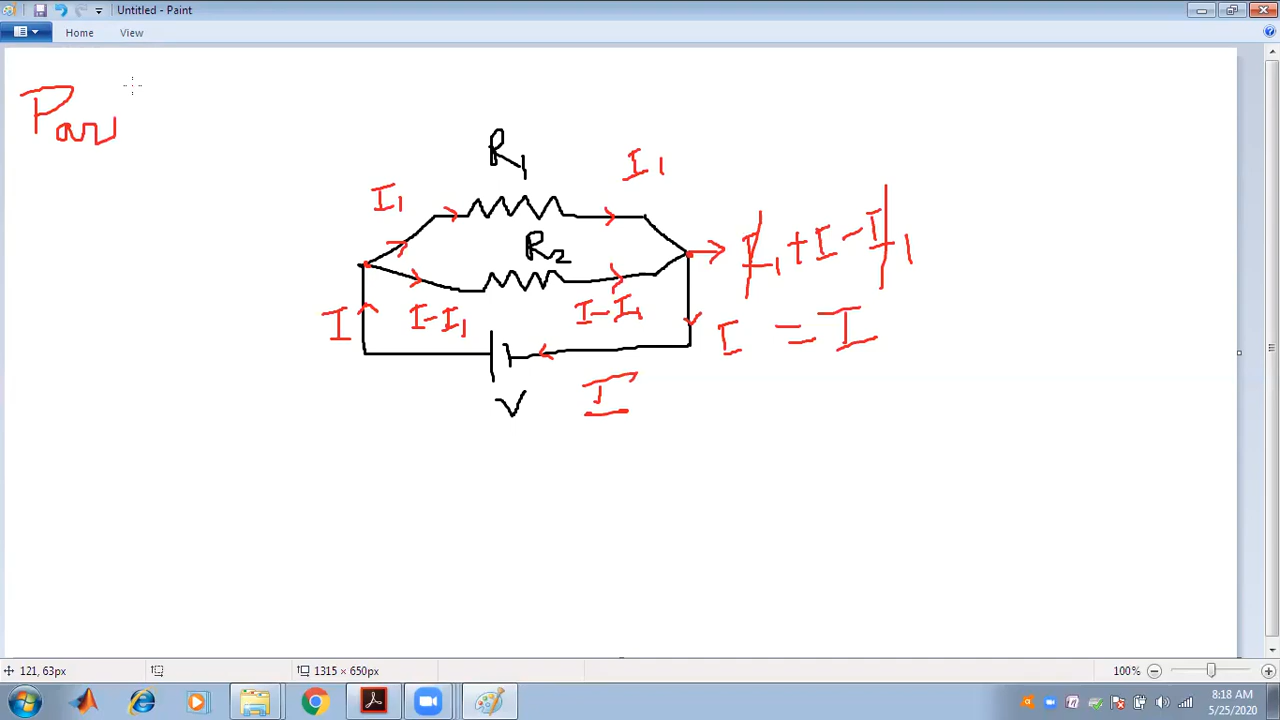 Untitled - Paint
Home View
Par
R1
I1 I1
R2
I1 + I - I1
I I-I1 I-I1 I = I
V I
121, 63px 1315 × 650px 100%
8:18 AM
5/25/2020